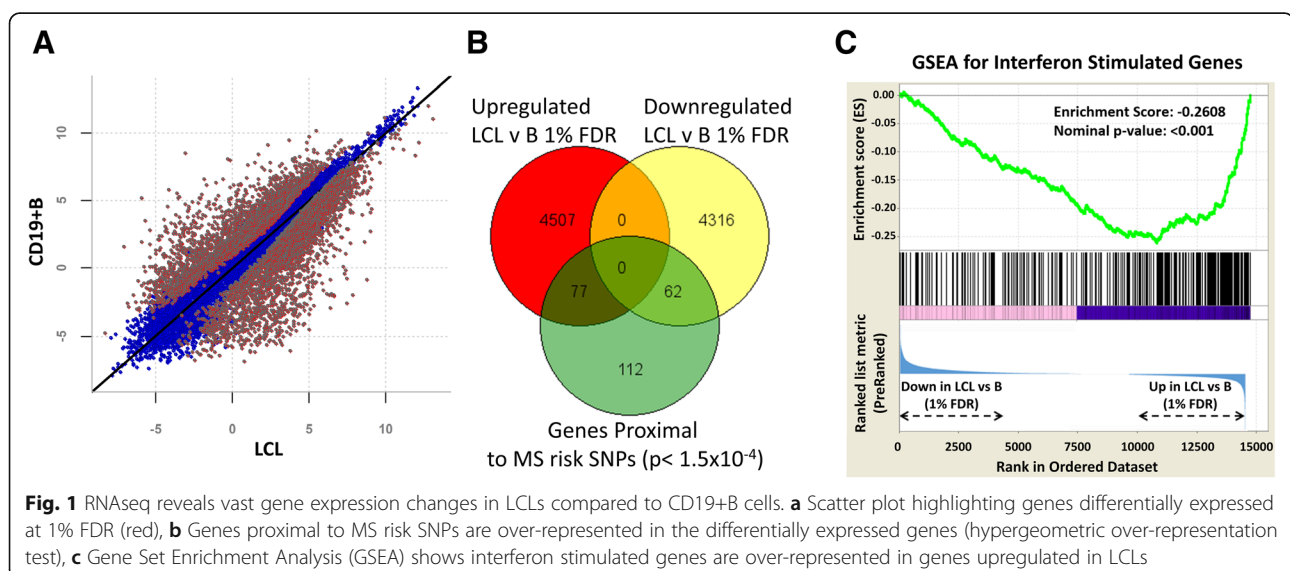 A
CD19+B
10
5
0
-5
-5
0
5
10
LCL
B
Upregulated
LCL v B 1% FDR
Downregulated
LCL v B 1% FDR
4507
0
4316
0
77
62
112
Genes Proximal
to MS risk SNPs (p< 1.5x10-4)
C
GSEA for Interferon Stimulated Genes
Enrichment score (ES)
0.00
-0.05
-0.10
-0.15
-0.20
-0.25
Enrichment Score: -0.2608
Nominal p-value: <0.001
Ranked list metric
(PreRanked)
Down in LCL vs B
(1% FDR)
Up in LCL vs B
(1% FDR)
0
2500
5000
7500
10000
12500
15000
Rank in Ordered Dataset
Fig. 1 RNAseq reveals vast gene expression changes in LCLs compared to CD19+B cells. a Scatter plot highlighting genes differentially expressed
at 1% FDR (red), b Genes proximal to MS risk SNPs are over-represented in the differentially expressed genes (hypergeometric over-representation
test), c Gene Set Enrichment Analysis (GSEA) shows interferon stimulated genes are over-represented in genes upregulated in LCLs